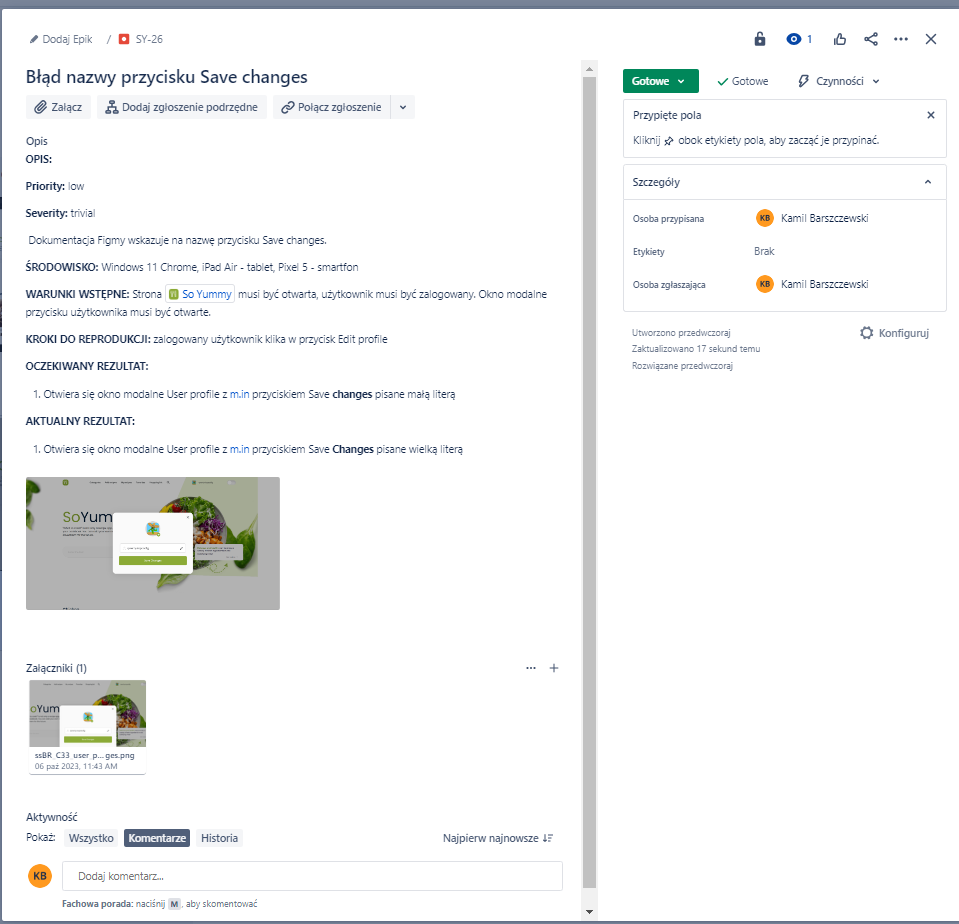 Dodaj Epik / SY-26
1
Błąd nazwy przycisku Save changes
Załącz Dodaj zgłoszenie podrzędne Połącz zgłoszenie
Opis
OPIS:
Priority: low
Severity: trivial
Dokumentacja Figmy wskazuje na nazwę przycisku Save changes.
ŚRODOWISKO: Windows 11 Chrome, iPad Air - tablet, Pixel 5 - smartfon
WARUNKI WSTĘPNE: Strona So Yummy musi być otwarta, użytkownik musi być zalogowany. Okno modalne
przycisku użytkownika musi być otwarte.
KROKI DO REPRODUKCJI: zalogowany użytkownik klika w przycisk Edit profile
OCZEKIWANY REZULTAT:
1. Otwiera się okno modalne User profile z m.in przyciskiem Save changes pisane małą literą
AKTUALNY REZULTAT:
1. Otwiera się okno modalne User profile z m.in przyciskiem Save Changes pisane wielką literą
SoYum
Załączniki (1)
oYum
ssBR_C33_user_p...ges.png
06 paź 2023, 11:43 AM
Aktywność
Pokaż: Wszystko Komentarze Historia Najpierw najnowsze
KB Dodaj komentarz...
Fachowa porada: naciśnij M, aby skomentować
Gotowe Gotowe Czynności
Przypięte pola
Kliknij obok etykiety pola, aby zacząć je przypinać.
Szczegóły
Osoba przypisana KB Kamil Barszczewski
Etykiety Brak
Osoba zgłaszająca KB Kamil Barszczewski
Utworzono przedwczoraj Konfiguruj
Zaktualizowano 17 sekund temu
Rozwiązane przedwczoraj